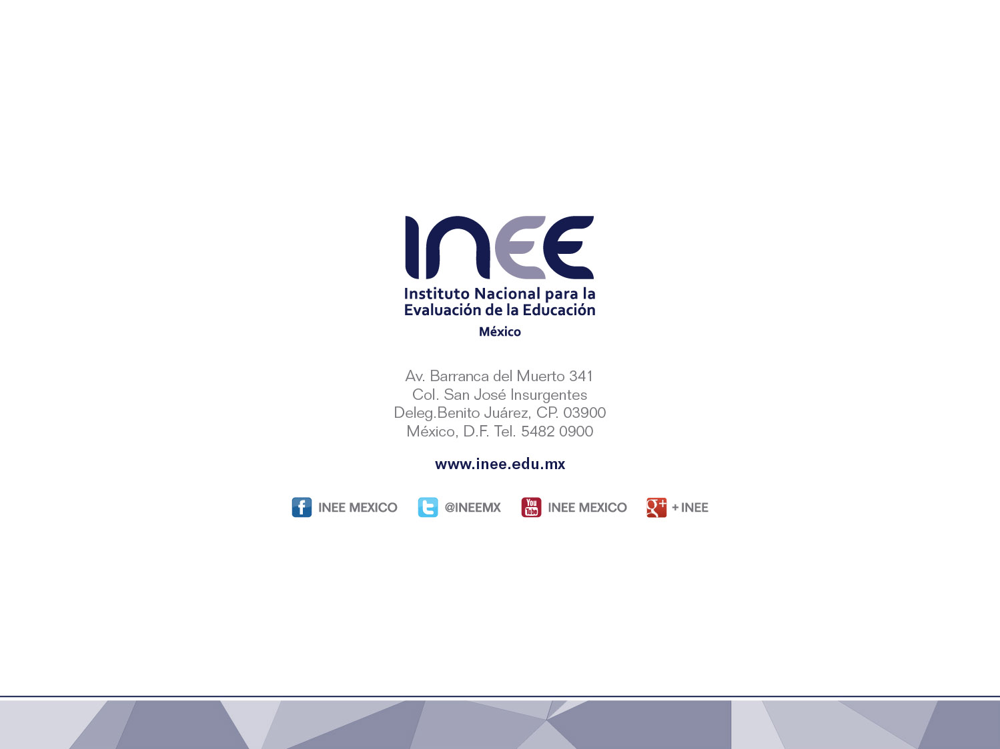 INEE
Instituto Nacional para la
Evaluación de la Educación
México
Av. Barranca del Muerto 341
Col. San José Insurgentes
Deleg.Benito Juárez, CP. 03900
México, D.F. Tel. 5482 0900
www.inee.edu.mx
f INEE MEXICO t @INEEMX You Tube INEE MEXICO g+ + INEE